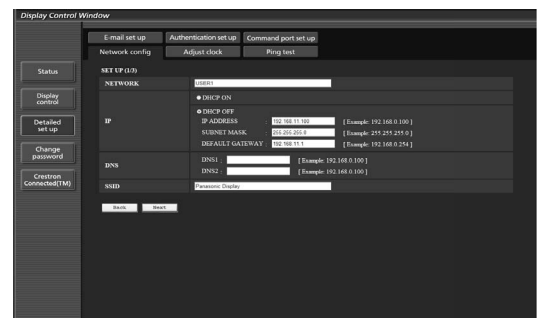 Display Control Window
E-mail set up Authentication set up Command port set up
Network config Adjust clock Ping test
Status
Display control
Detailed set up
Change password
Crestron Connected(TM)
SET UP (1/3)
NETWORK USER1
DHCP ON
IP
DHCP OFF
IP ADDRESS : 192.168.11.100 [ Example: 192.168.0.100 ]
SUBNET MASK : 255.255.255.0 [ Example: 255.255.255.0 ]
DEFAULT GATEWAY : 192.168.11.1 [ Example: 192.168.0.254 ]
DNS
DNS1 : [ Example: 192.168.0.100 ]
DNS2 : [ Example: 192.168.0.100 ]
SSID Panasonic Display
Back Next